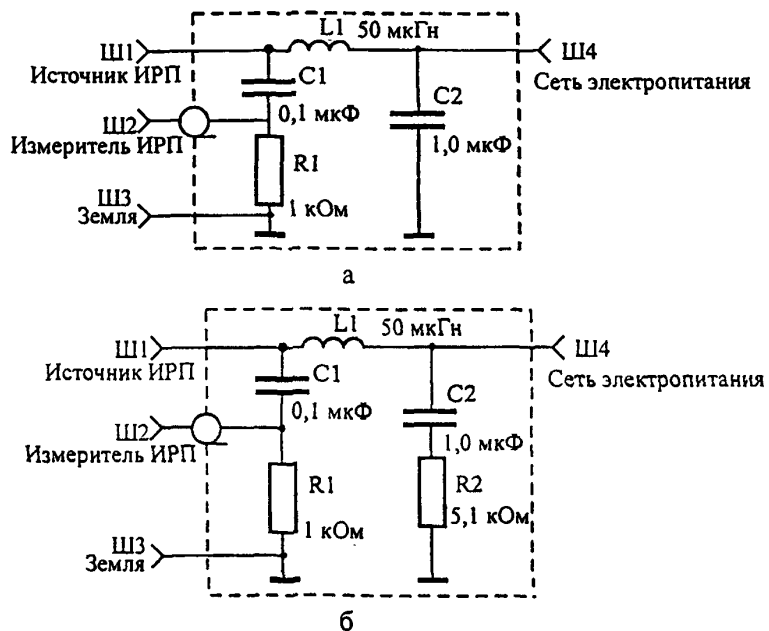 L1 50 мкГн
Ш1
Источник ИРП
C1
0,1 мкФ
Ш4
Сеть электропитания
C2
1,0 мкФ
Ш2
Измеритель ИРП
R1
1 кОм
Ш3
Земля
а
L1 50 мкГн
Ш1
Источник ИРП
C1
0,1 мкФ
Ш4
Сеть электропитания
C2
1,0 мкФ
Ш2
Измеритель ИРП
R1
1 кОм
R2
5,1 кОм
Ш3
Земля
б